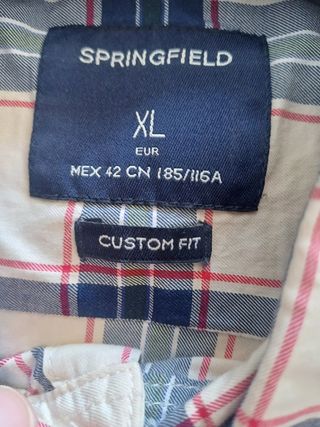 SPRINGFIELD
XL
EUR
MEX 42 CN 185/116A
CUSTOM FIT